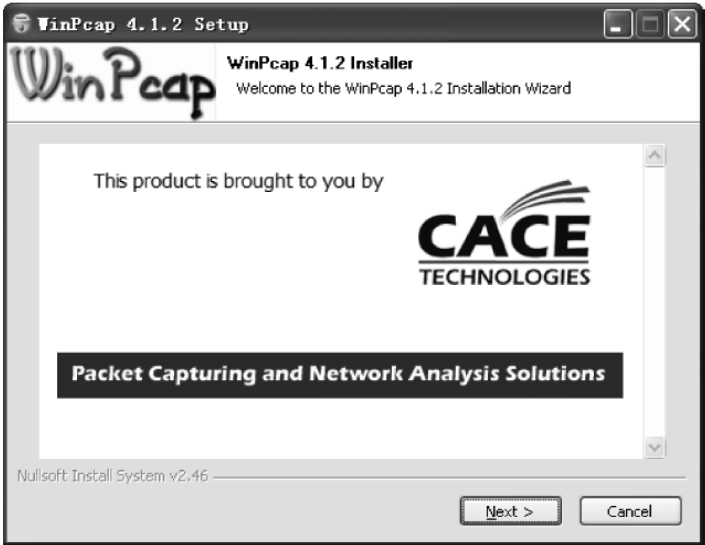 WinPcap 4.1.2 Setup
WinPcap
WinPcap 4.1.2 Installer
Welcome to the WinPcap 4.1.2 Installation Wizard
This product is brought to you by
CACE
TECHNOLOGIES
Packet Capturing and Network Analysis Solutions
Nullsoft Install System v2.46
Next >
Cancel